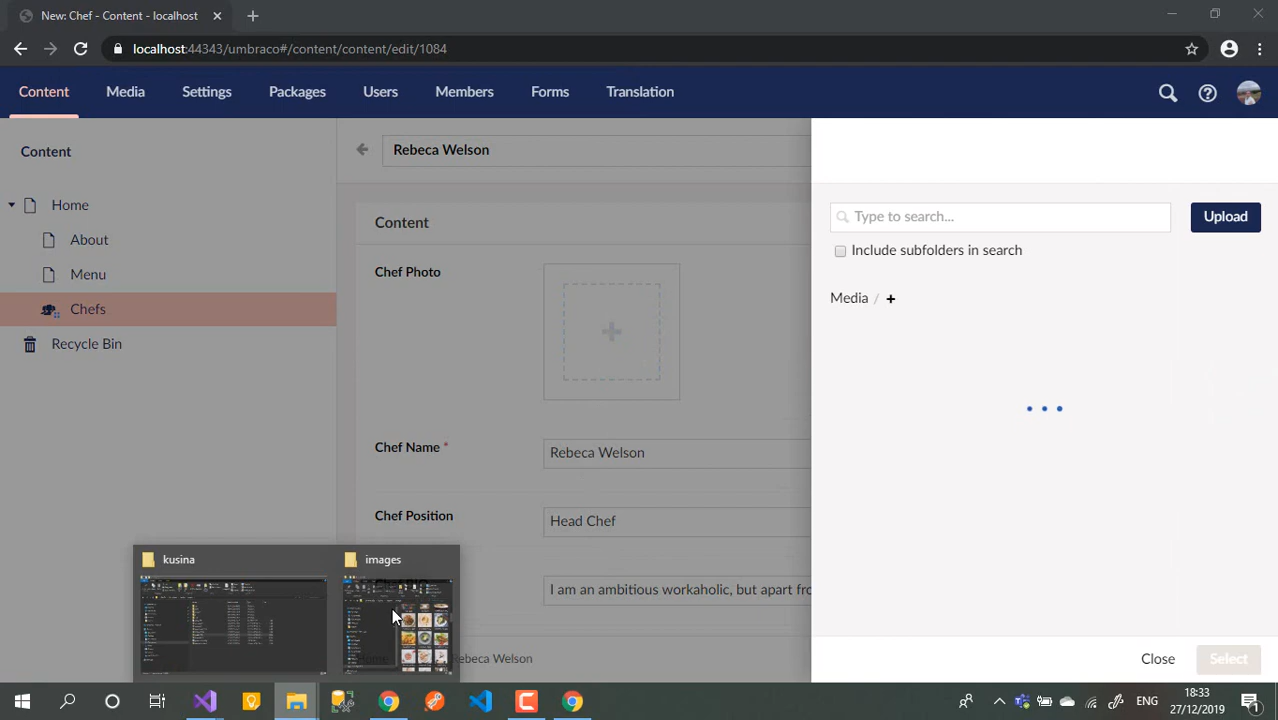 New: Chef - Content - localhost
localhost:44343/umbraco#/content/content/edit/1084
Content Media Settings Packages Users Members Forms Translation
Content
Home
About
Menu
Chefs
Recycle Bin
Rebeca Welson
Content
Chef Photo
Chef Name *
Rebeca Welson
Chef Position
Head Chef
I am an ambitious workaholic, but apart fro
Rebeca Welson
Type to search...
Upload
Include subfolders in search
Media / +
Close
Select
kusina
images
ENG
18:33
27/12/2019